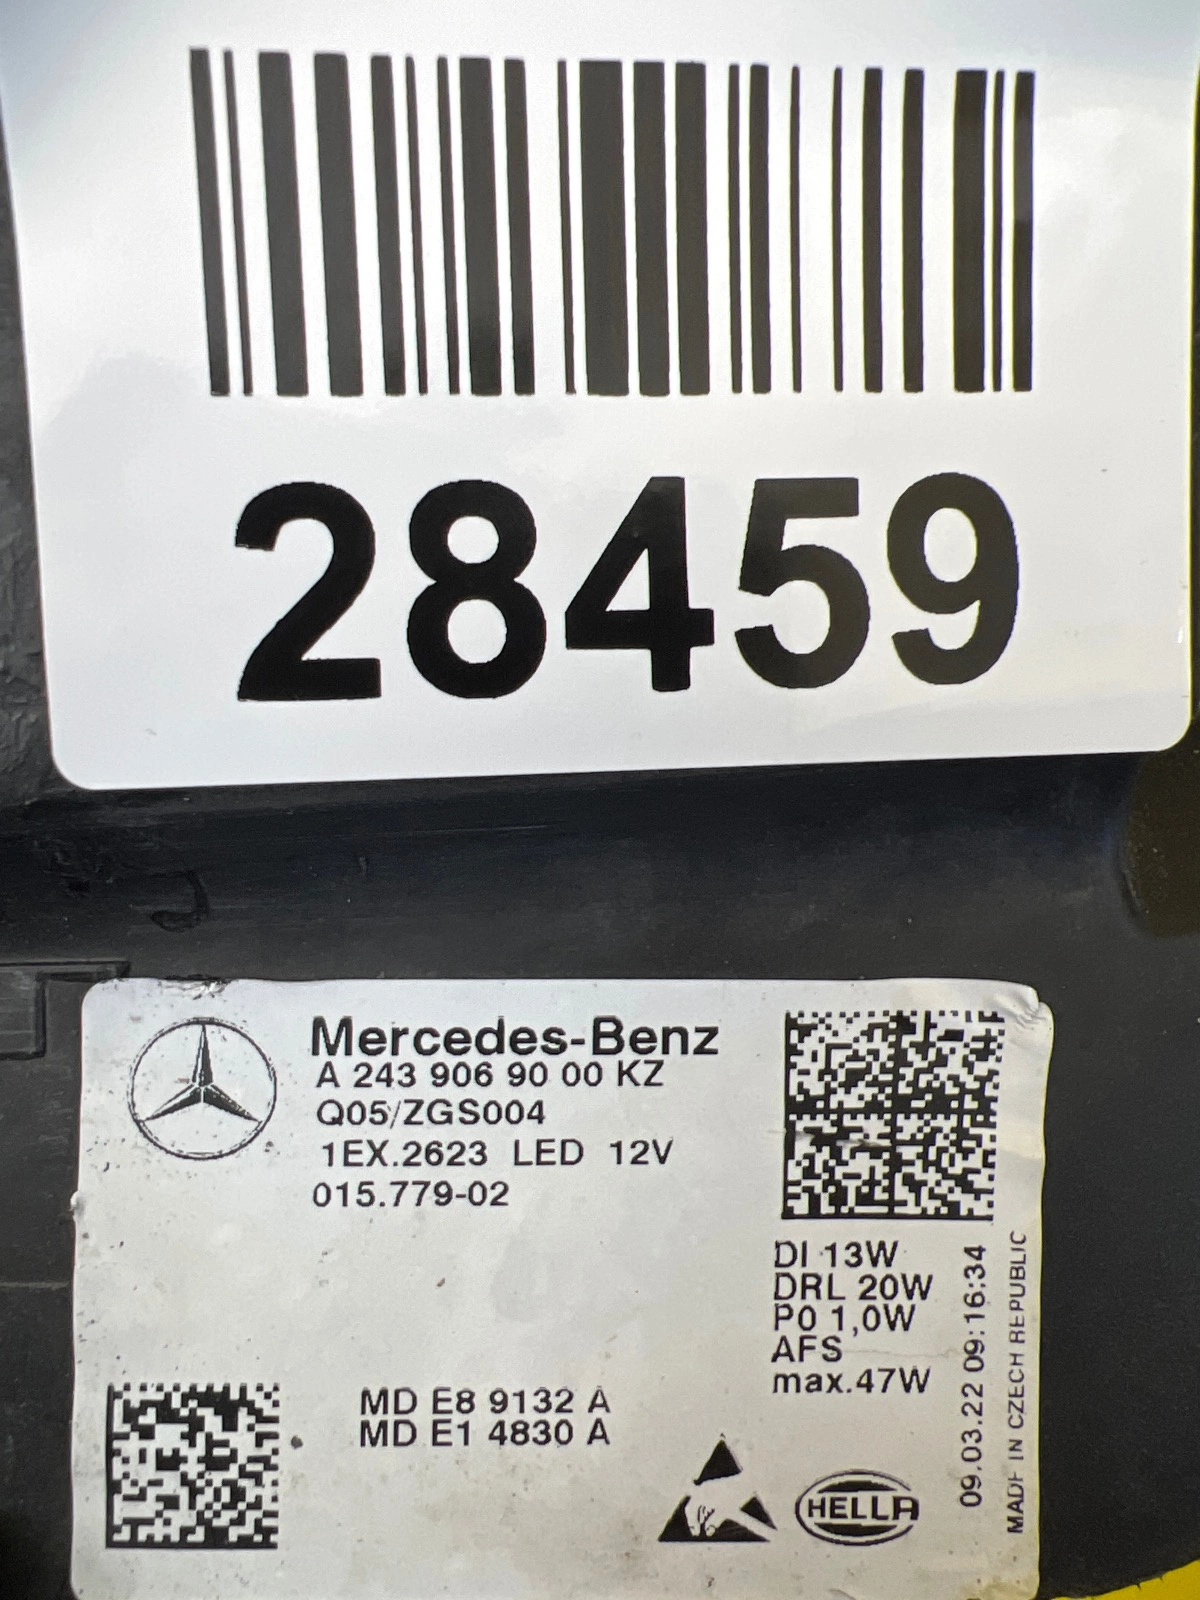 28459
Mercedes-Benz
A 243 906 90 00 KZ
Q05/ZGS004
1EX.2623 LED 12V
015.779-02
DI 13W
DRL 20W
P0 1,0W
AFS
max.47W
09.03.22 09:16:34
MADE IN CZECH REPUBLIC
MD E8 9132 A
MD E1 4830 A
HELLA